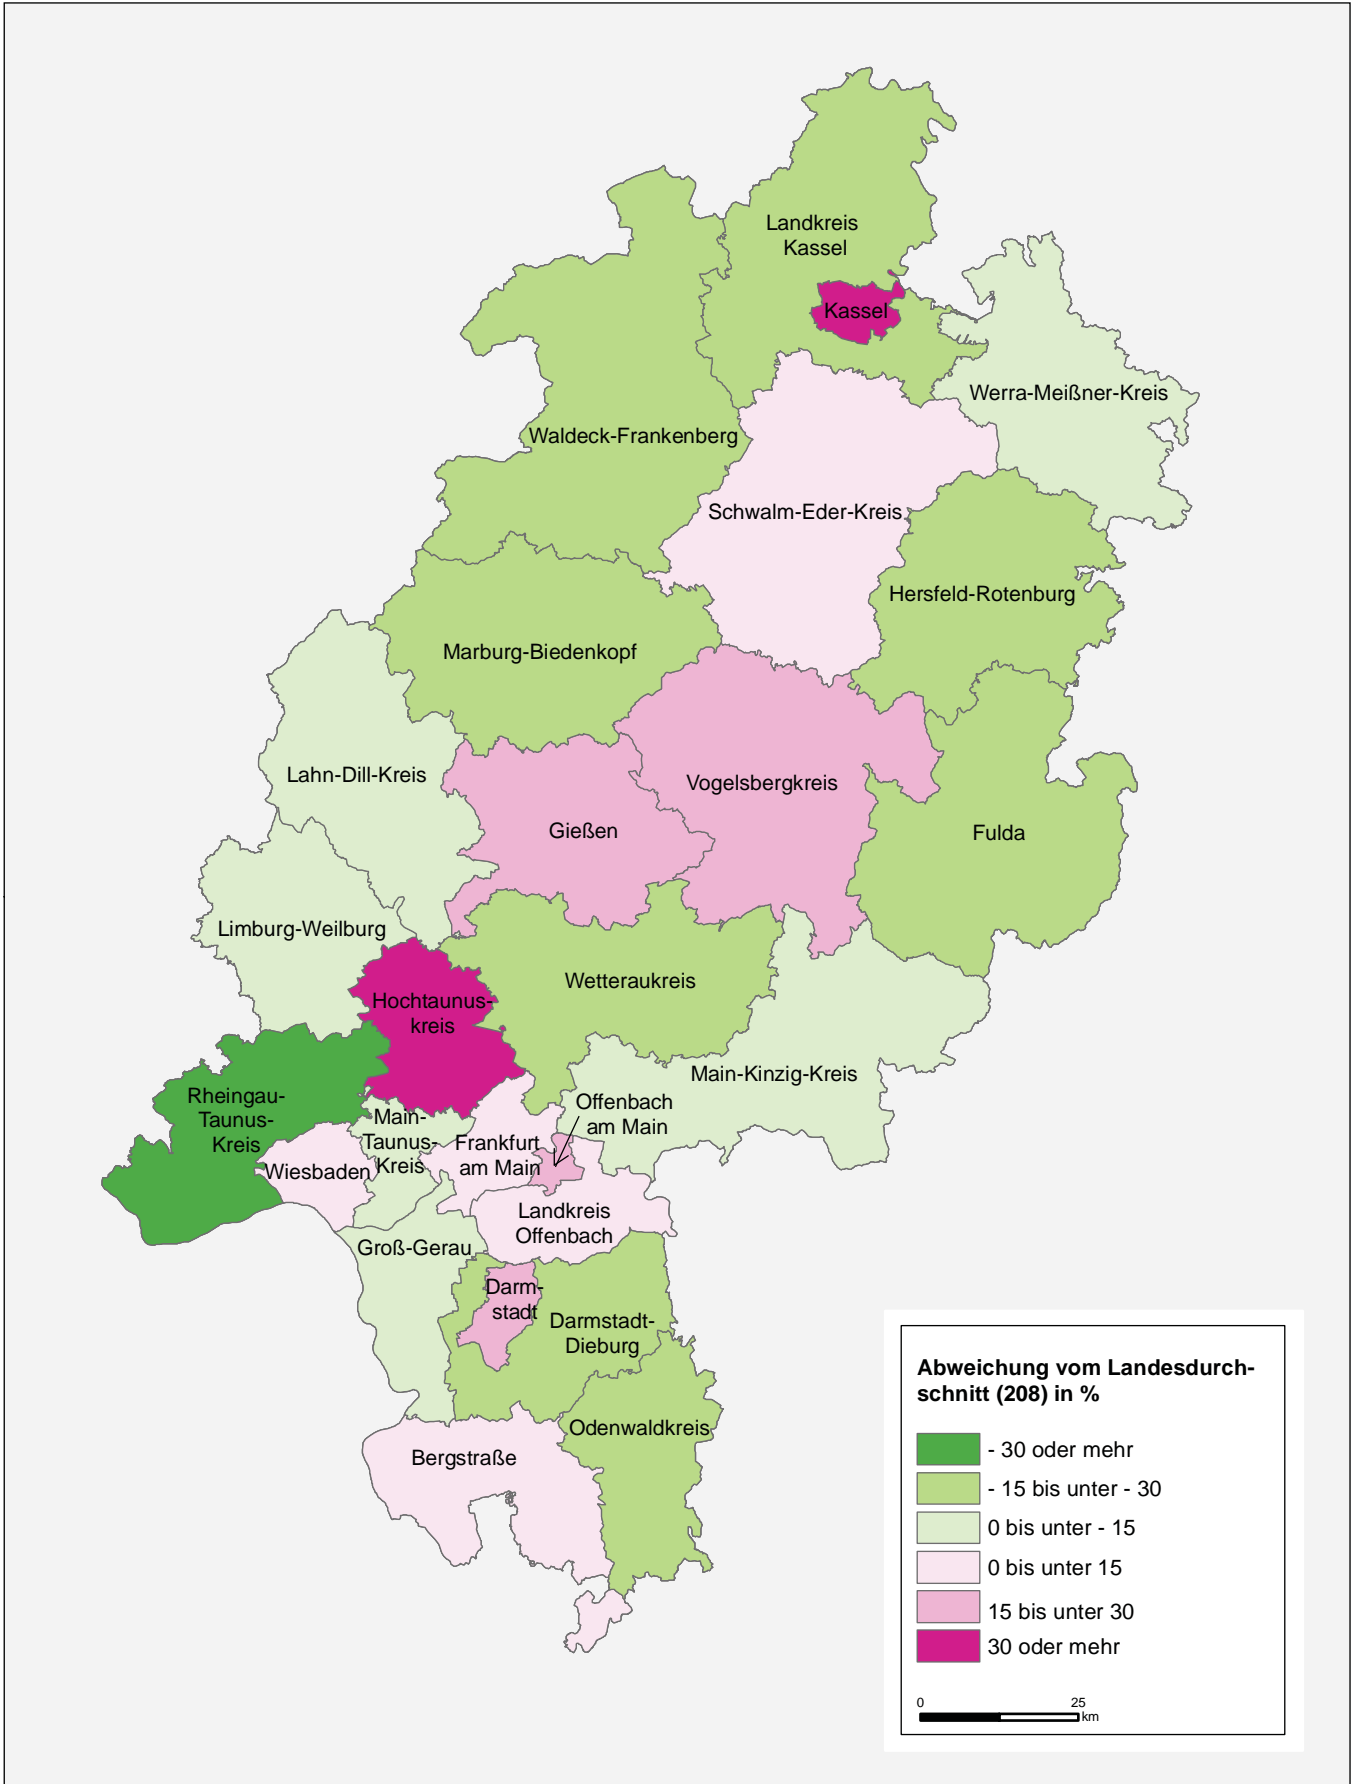 Landkreis
Kassel
Kassel
Werra-Meißner-Kreis
Waldeck-Frankenberg
Schwalm-Eder-Kreis
Hersfeld-Rotenburg
Marburg-Biedenkopf
Lahn-Dill-Kreis
Vogelsbergkreis
Gießen
Fulda
Limburg-Weilburg
Wetteraukreis
Hochtaunus-
kreis
Main-Kinzig-Kreis
Rheingau-
Taunus-
Kreis
Offenbach
am Main
Main-
Taunus-
Kreis
Frankfurt
am Main
Wiesbaden
Landkreis
Offenbach
Groß-Gerau
Darm-
stadt
Darmstadt-
Dieburg
Odenwaldkreis
Bergstraße
Abweichung vom Landesdurch-
schnitt (208) in %
- 30 oder mehr
- 15 bis unter - 30
0 bis unter - 15
0 bis unter 15
15 bis unter 30
30 oder mehr
0 25
km